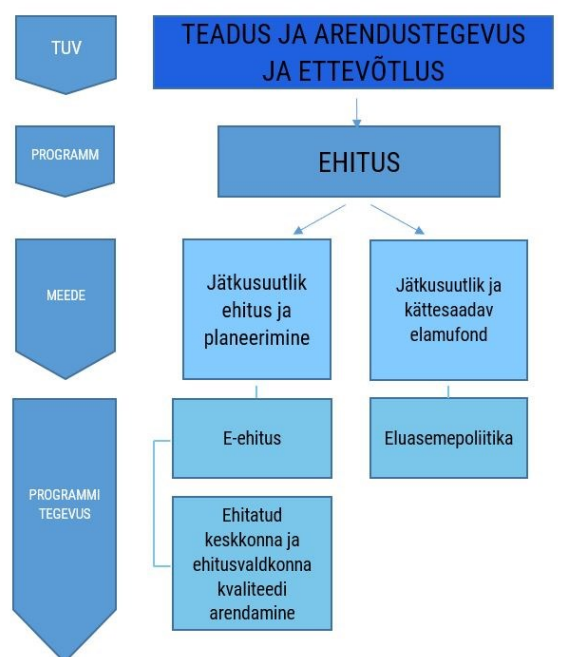 TUV
TEADUS JA ARENDUSTEGEVUS
JA ETTEVÕTLUS
PROGRAMM
EHITUS
MEEDE
Jätkusuutlik
ehitus ja
planeerimine
Jätkusuutlik ja
kättesaadav
elamufond
PROGRAMMI
TEGEVUS
E-ehitus
Eluasemepoliitika
Ehitatud
keskkonna ja
ehitusvaldkonna
kvaliteedi
arendamine